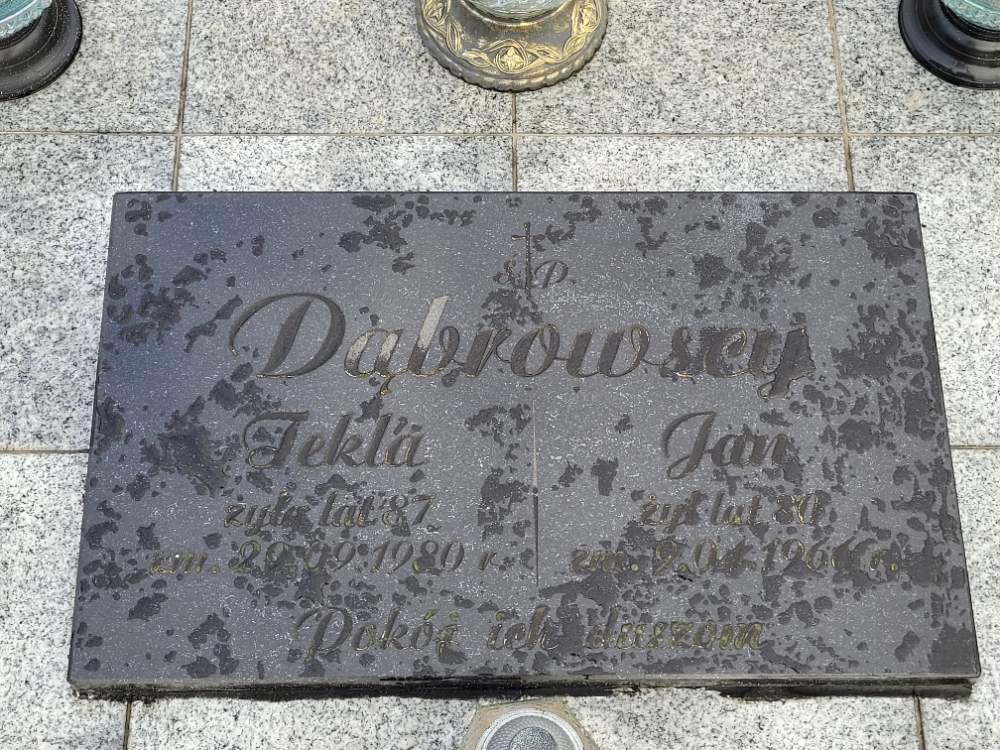 Ś P.
Dąbrowscy
Tekla
żyła lat 87
zm. 29.09.1980 r.
Jan
żył lat 80
zm. 9.04.1966 r.
Pokój ich duszom